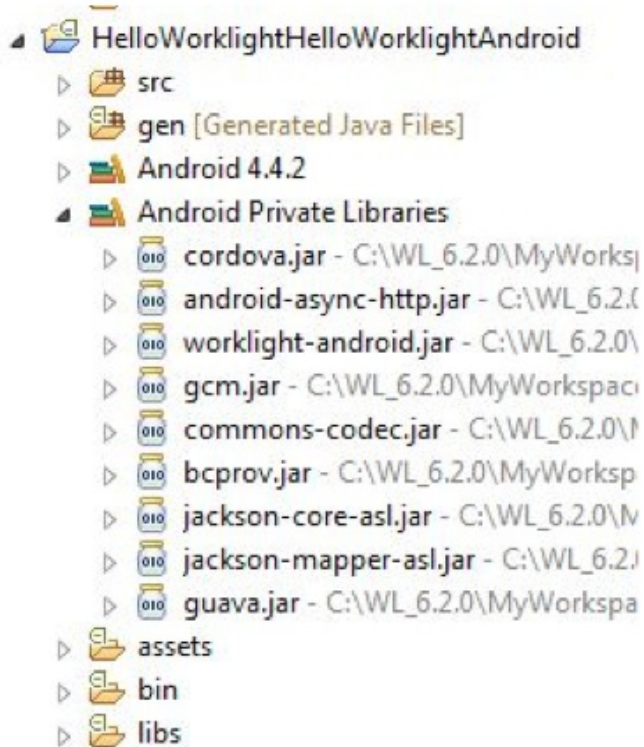 HelloWorklightHelloWorklightAndroid
src
gen [Generated Java Files]
Android 4.4.2
Android Private Libraries
cordova.jar - C:\WL_6.2.0\MyWorksp
android-async-http.jar - C:\WL_6.2.0
worklight-android.jar - C:\WL_6.2.0\
gcm.jar - C:\WL_6.2.0\MyWorkspac
commons-codec.jar - C:\WL_6.2.0\M
bcprov.jar - C:\WL_6.2.0\MyWorksp
jackson-core-asl.jar - C:\WL_6.2.0\M
jackson-mapper-asl.jar - C:\WL_6.2.
guava.jar - C:\WL_6.2.0\MyWorkspa
assets
bin
libs